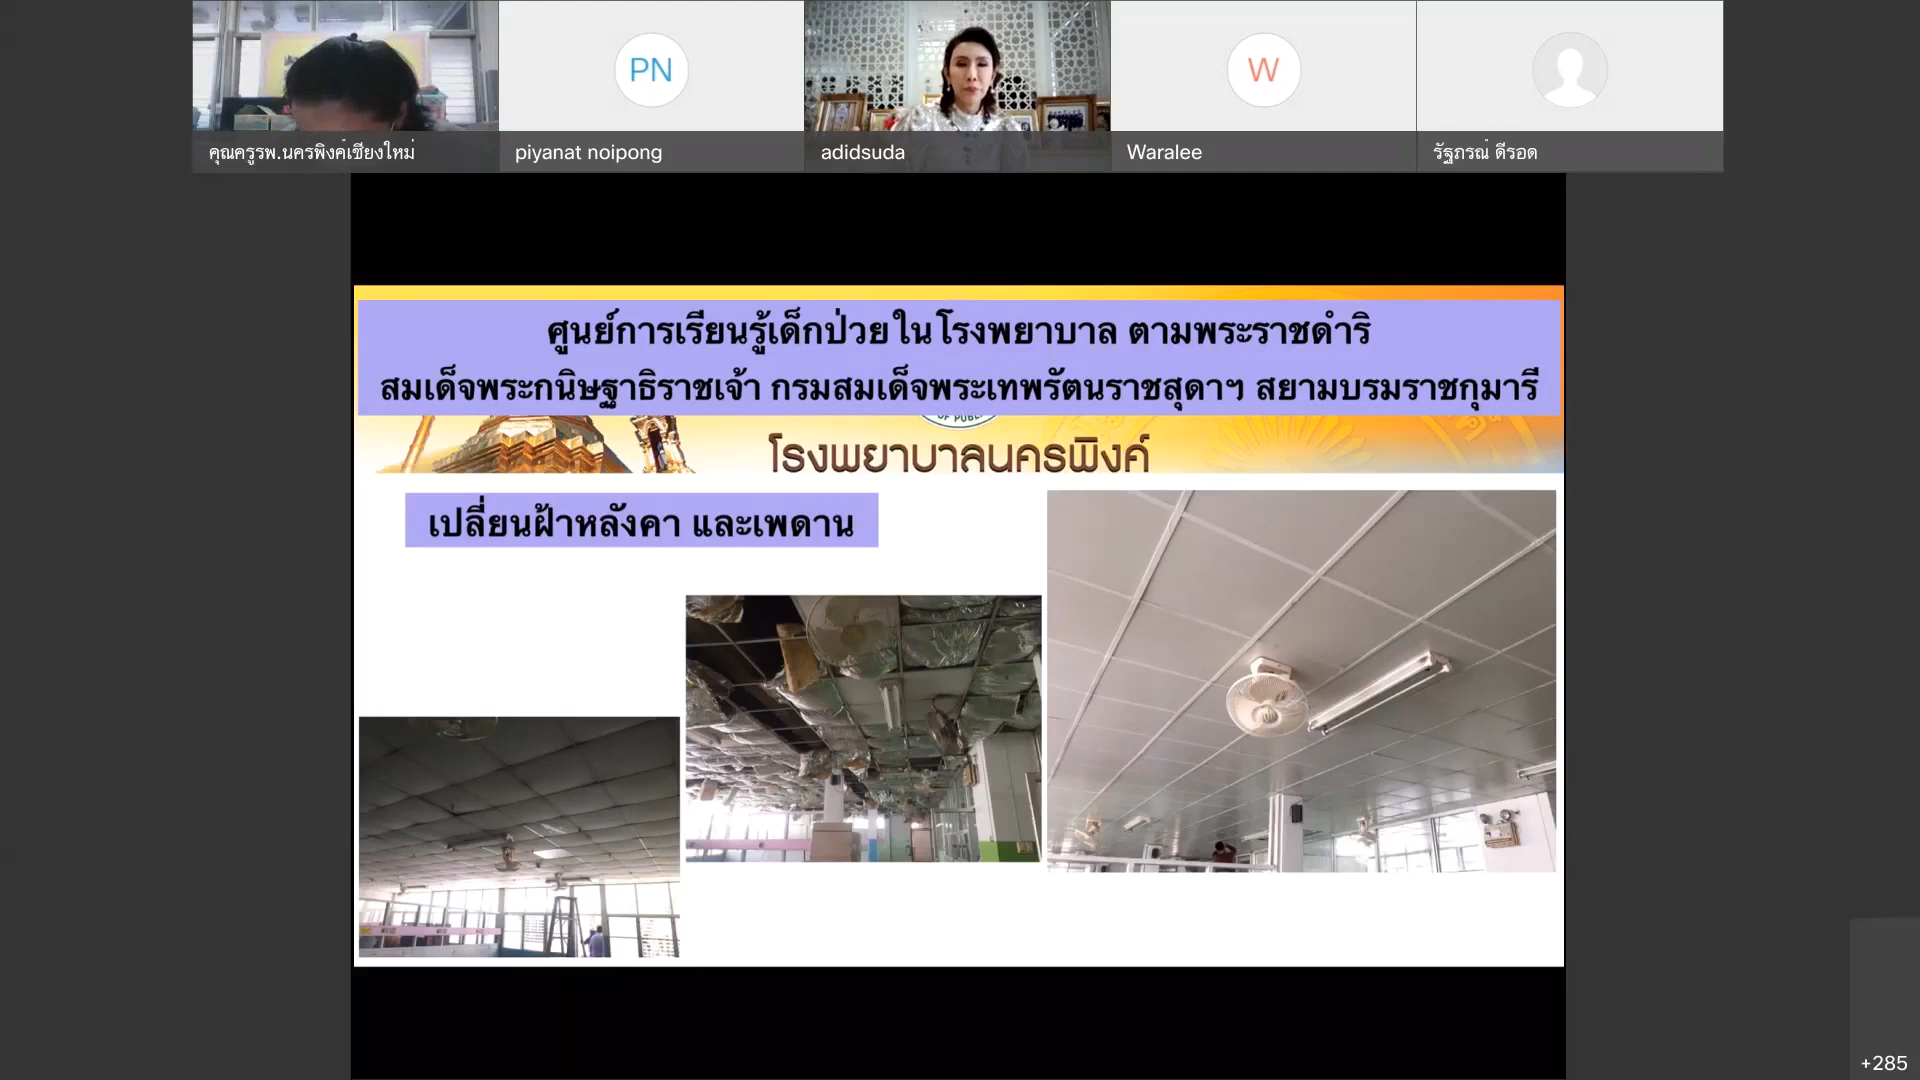 คุณครูรพ.นครพิงค์เชียงใหม่
PN
piyanat noipong
adidsuda
W
Waralee
รัฐภรณ์ ดีรอด
ศูนย์การเรียนรู้เด็กป่วยในโรงพยาบาล ตามพระราชดำริ
สมเด็จพระกนิษฐาธิราชเจ้า กรมสมเด็จพระเทพรัตนราชสุดาฯ สยามบรมราชกุมารี
โรงพยาบาลนครพิงค์
เปลี่ยนฝ้าหลังคา และเพดาน
+285